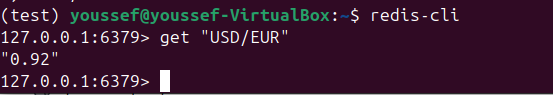 (test) youssef@youssef-VirtualBox:~$ redis-cli
127.0.0.1:6379> get "USD/EUR"
"0.92"
127.0.0.1:6379>